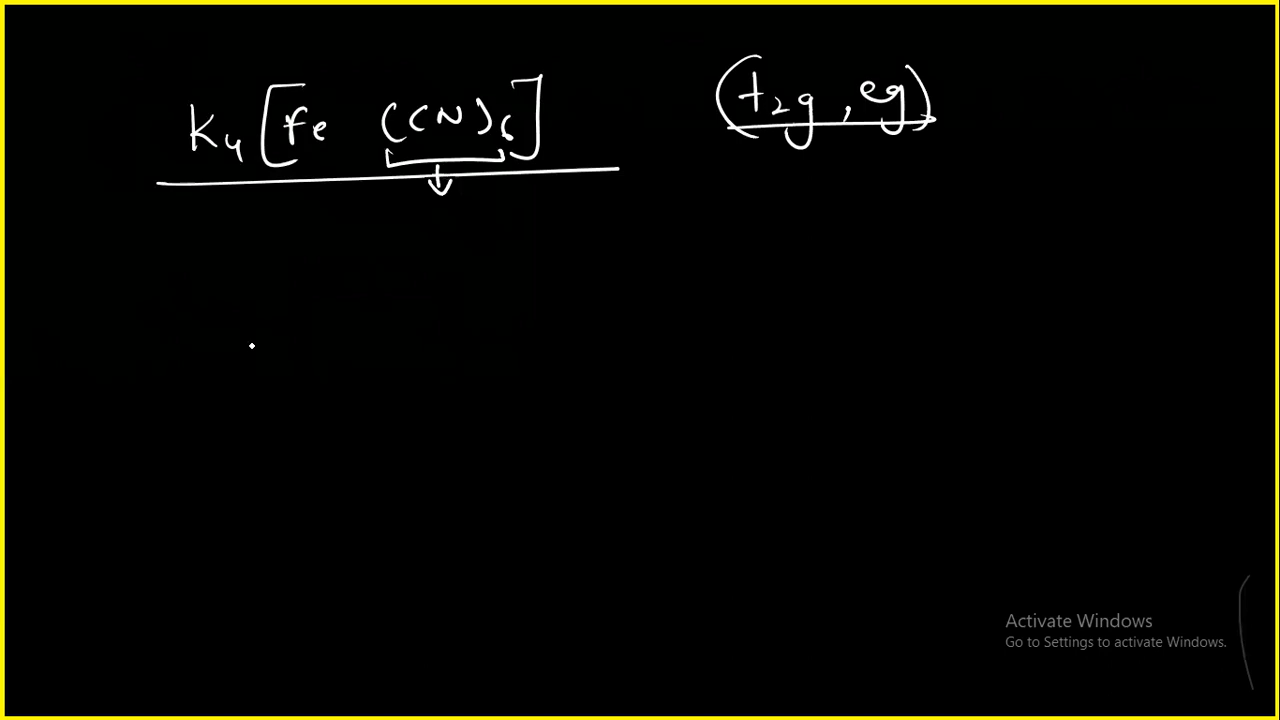 K₄[Fe (CN)₆]
(t₂g, eg)
Activate Windows
Go to Settings to activate Windows.